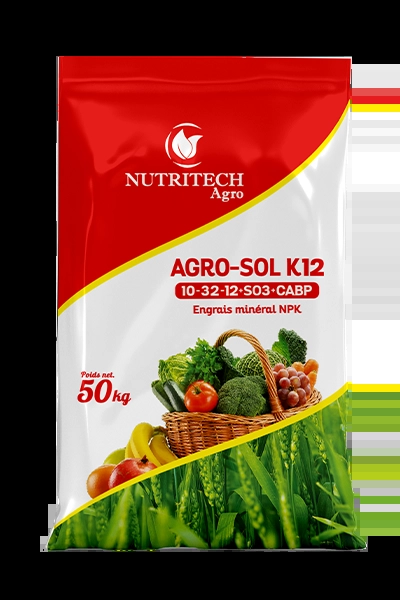 NUTRITECH
Agro
AGRO-SOL K12
10-32-12+SO3+CABP
Engrais minéral NPK
Poids net.
50kg